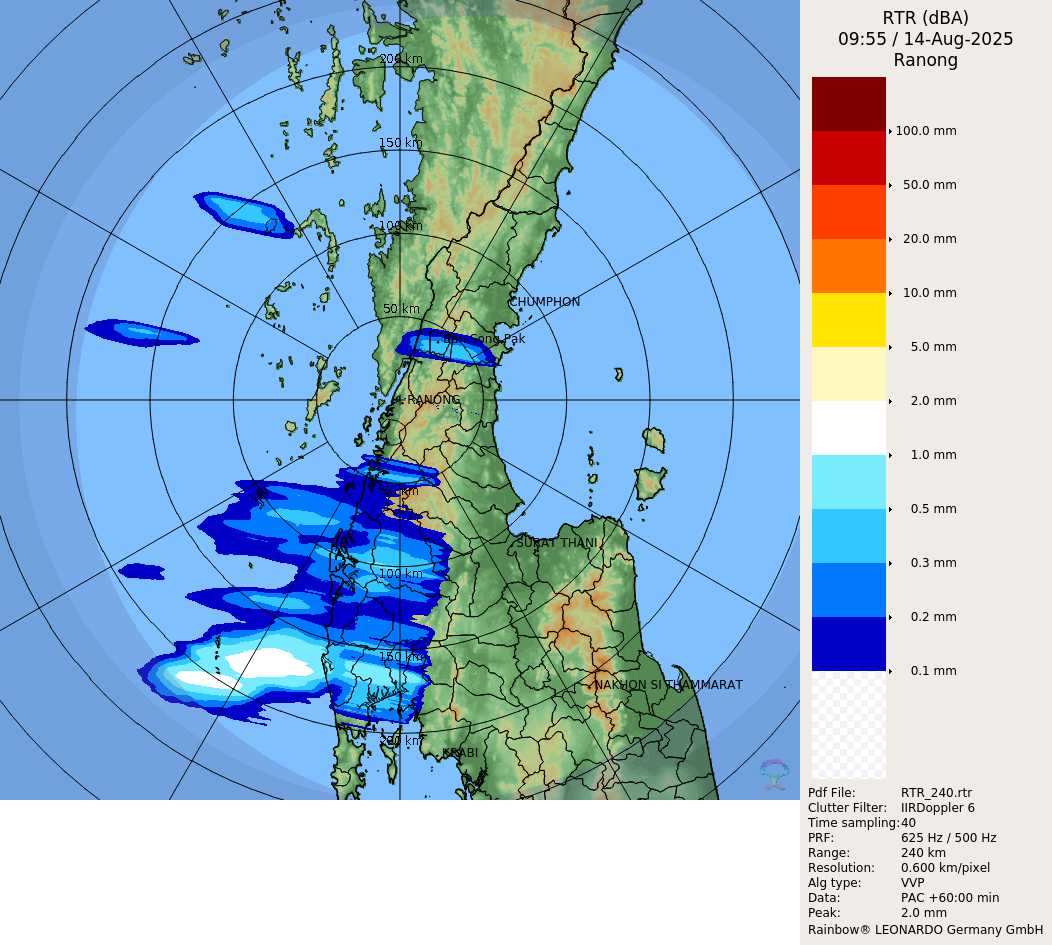 RTR (dBA)
09:55 / 14-Aug-2025
Ranong
200 km
150 km
100 km
50 km
CHUMPHON
Song Pak
RANONG
km
SURAT THANI
100 km
150 km
NAKHON SI THAMMARAT
200 km
KRABI
100.0 mm
50.0 mm
20.0 mm
10.0 mm
5.0 mm
2.0 mm
1.0 mm
0.5 mm
0.3 mm
0.2 mm
0.1 mm
Pdf File: RTR_240.rtr
Clutter Filter: IIRDoppler 6
Time sampling: 40
PRF: 625 Hz / 500 Hz
Range: 240 km
Resolution: 0.600 km/pixel
Alg type: VVP
Data: PAC +60:00 min
Peak: 2.0 mm
Rainbow® LEONARDO Germany GmbH